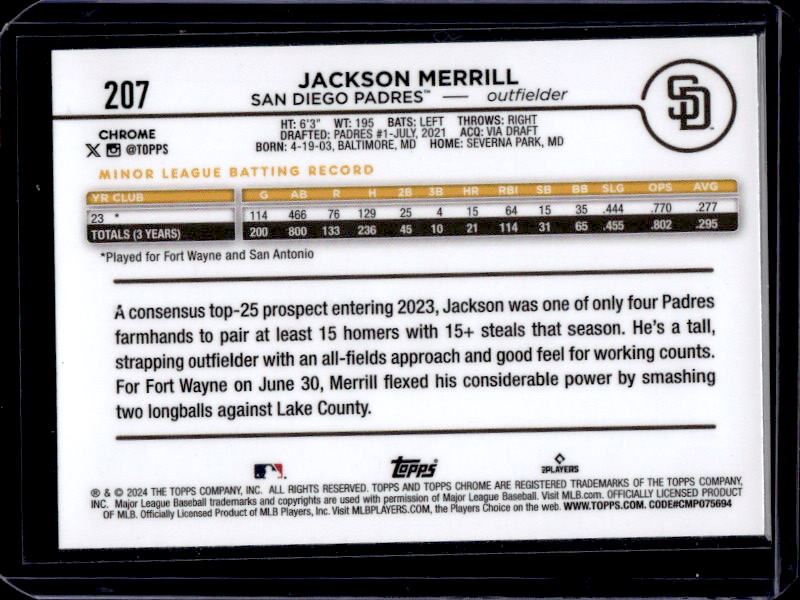 207
JACKSON MERRILL
SAN DIEGO PADRES™ — outfielder
SD
CHROME
@TOPPS
HT: 6'3" WT: 195 BATS: LEFT THROWS: RIGHT
DRAFTED: PADRES #1-JULY, 2021 ACQ: VIA DRAFT
BORN: 4-19-03, BALTIMORE, MD HOME: SEVERNA PARK, MD
MINOR LEAGUE BATTING RECORD
YR CLUB G AB R H 2B 3B HR RBI SB BB SLG OPS AVG
23 * 114 466 76 129 25 4 15 64 15 35 .444 .770 .277
TOTALS (3 YEARS) 200 800 133 236 45 10 21 114 31 65 .455 .802 .295
*Played for Fort Wayne and San Antonio
A consensus top-25 prospect entering 2023, Jackson was one of only four Padres
farmhands to pair at least 15 homers with 15+ steals that season. He's a tall,
strapping outfielder with an all-fields approach and good feel for working counts.
For Fort Wayne on June 30, Merrill flexed his considerable power by smashing
two longballs against Lake County.
Topps
PLAYERS
® & © 2024 THE TOPPS COMPANY, INC. ALL RIGHTS RESERVED. TOPPS AND TOPPS CHROME ARE REGISTERED TRADEMARKS OF THE TOPPS COMPANY,
INC. Major League Baseball trademarks and copyrights are used with permission of Major League Baseball. Visit MLB.com. OFFICIALLY LICENSED PRODUCT
OF MLB. Officially Licensed Product of MLB Players, Inc. Visit MLBPLAYERS.COM, the Players Choice on the web. WWW.TOPPS.COM. CODE#CMP075694